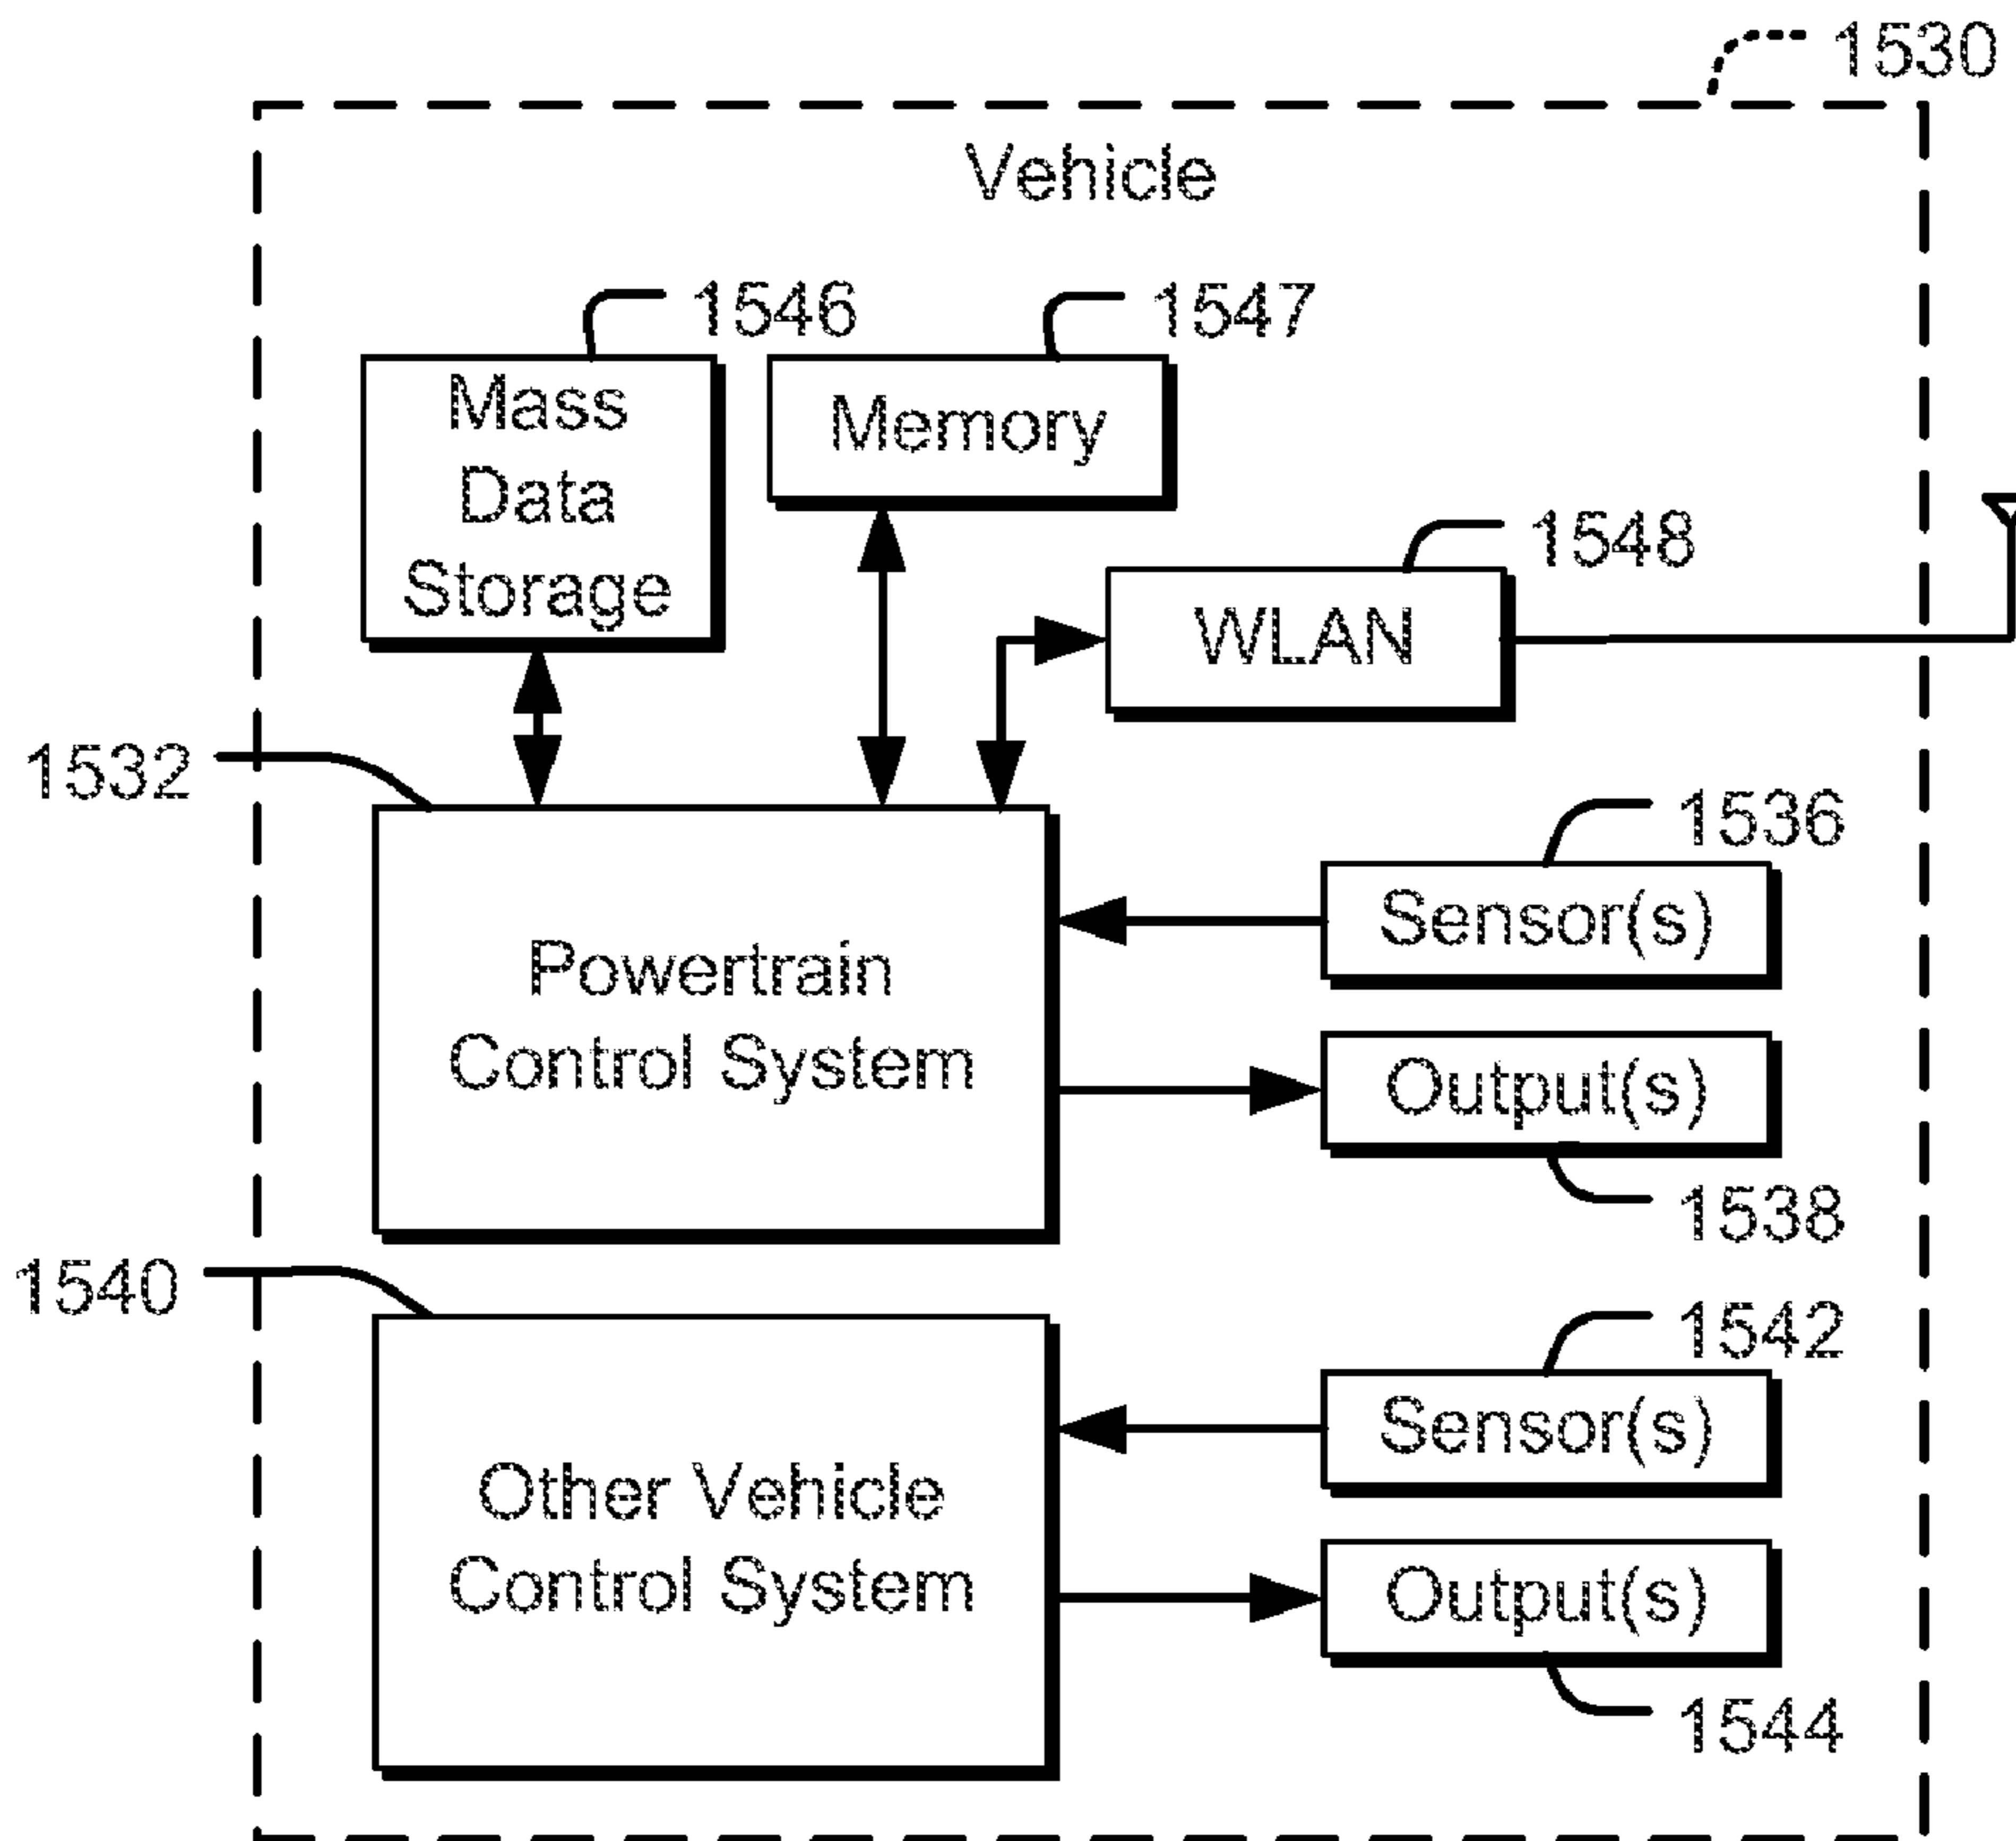 1530
Vehicle
1546
1547
Mass
Data
Storage
Memory
1548
WLAN
1532
1536
Sensor(s)
Powertrain
Control System
Output(s)
1538
1540
1542
Sensor(s)
Other Vehicle
Control System
Output(s)
1544